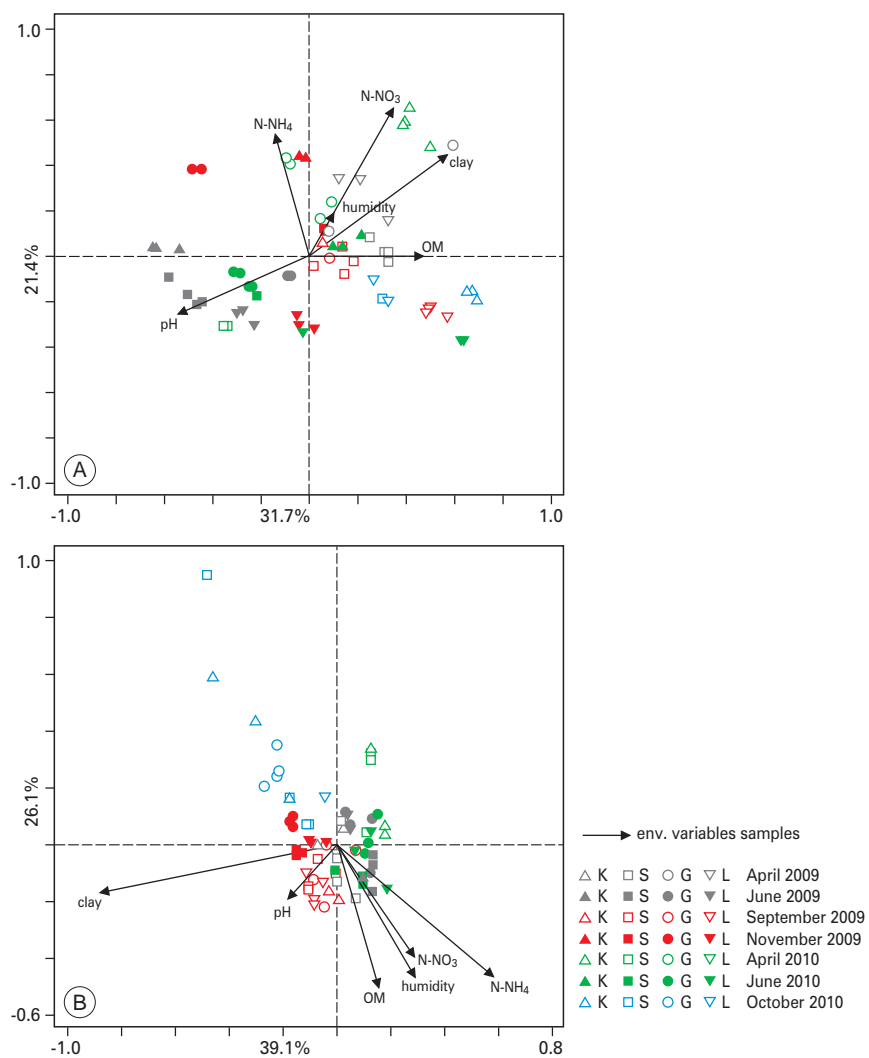 1.0
N-NO3
N-NH4
clay
humidity
OM
21.4%
pH
A
-1.0
-1.0 31.7% 1.0
1.0
26.1%
clay
pH
N-NO3
OM humidity N-NH4
B
-0.6
-1.0 39.1% 0.8
env. variables samples
K S G L April 2009
K S G L June 2009
K S G L September 2009
K S G L November 2009
K S G L April 2010
K S G L June 2010
K S G L October 2010